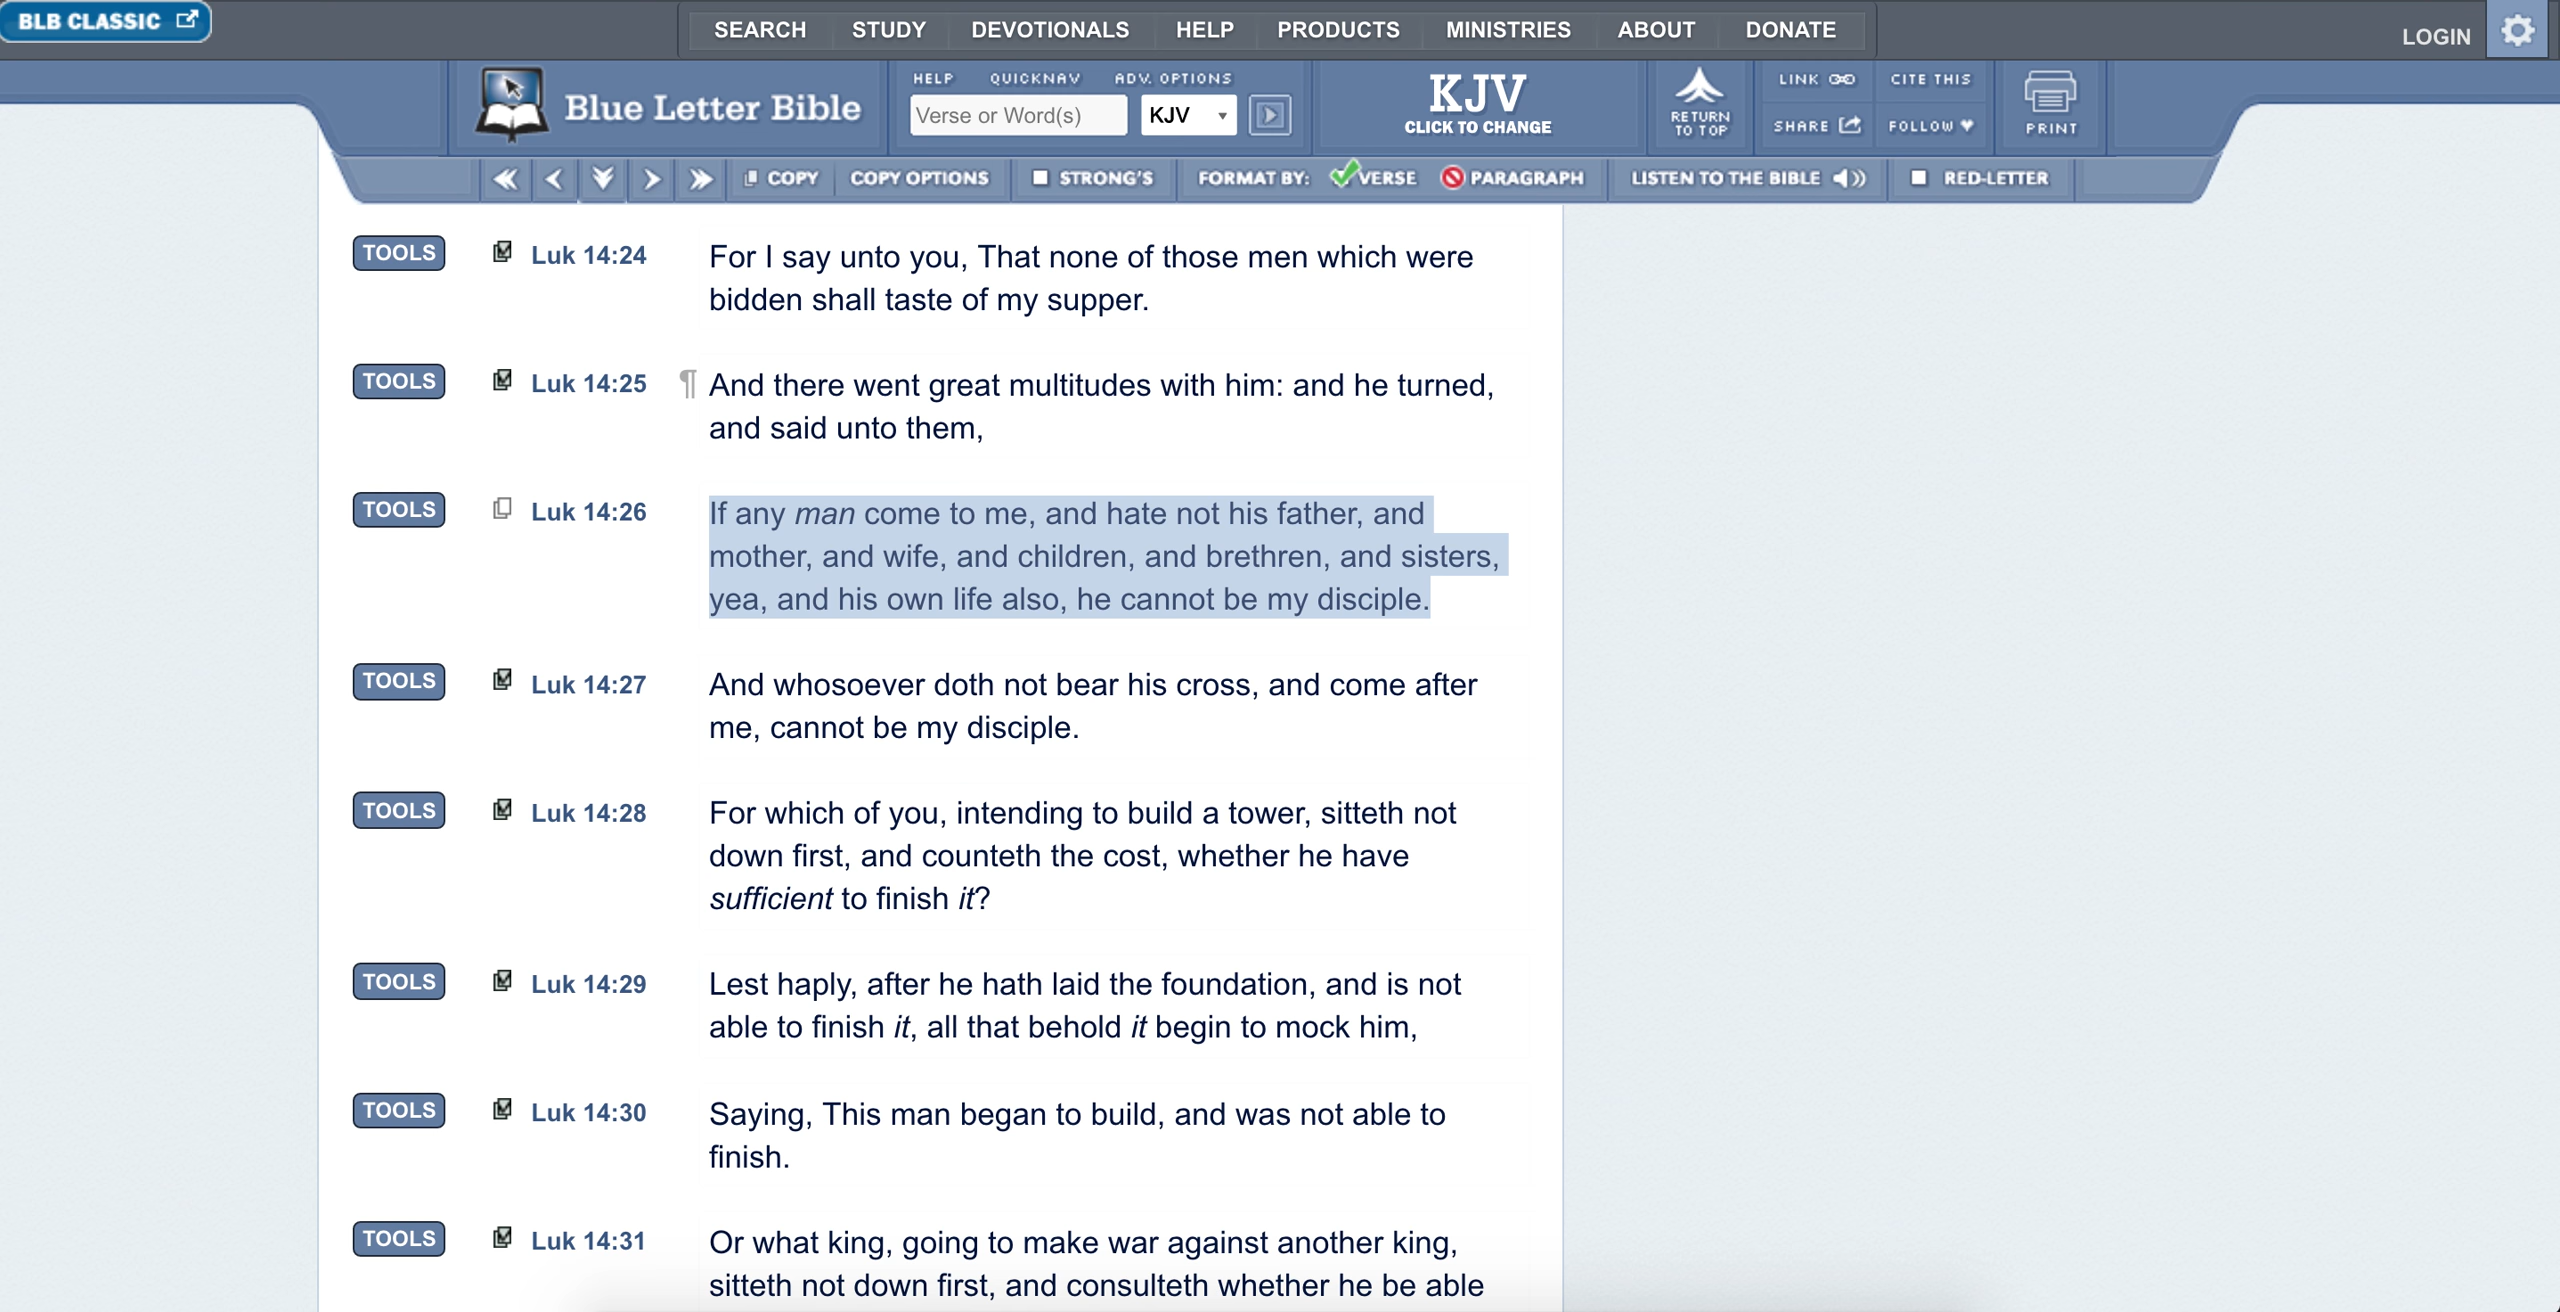 BLB CLASSIC
SEARCH STUDY DEVOTIONALS HELP PRODUCTS MINISTRIES ABOUT DONATE
LOGIN
Blue Letter Bible
HELP QUICKNAV ADV. OPTIONS
Verse or Word(s) KJV
KJV
CLICK TO CHANGE
RETURN
TO TOP
LINK CITE THIS
SHARE FOLLOW
PRINT
COPY COPY OPTIONS STRONG'S FORMAT BY: VERSE PARAGRAPH LISTEN TO THE BIBLE RED-LETTER
TOOLS Luk 14:24 For I say unto you, That none of those men which were
bidden shall taste of my supper.
TOOLS Luk 14:25 ¶ And there went great multitudes with him: and he turned,
and said unto them,
TOOLS Luk 14:26 If any man come to me, and hate not his father, and
mother, and wife, and children, and brethren, and sisters,
yea, and his own life also, he cannot be my disciple.
TOOLS Luk 14:27 And whosoever doth not bear his cross, and come after
me, cannot be my disciple.
TOOLS Luk 14:28 For which of you, intending to build a tower, sitteth not
down first, and counteth the cost, whether he have
sufficient to finish it?
TOOLS Luk 14:29 Lest haply, after he hath laid the foundation, and is not
able to finish it, all that behold it begin to mock him,
TOOLS Luk 14:30 Saying, This man began to build, and was not able to
finish.
TOOLS Luk 14:31 Or what king, going to make war against another king,
sitteth not down first, and consulteth whether he be able